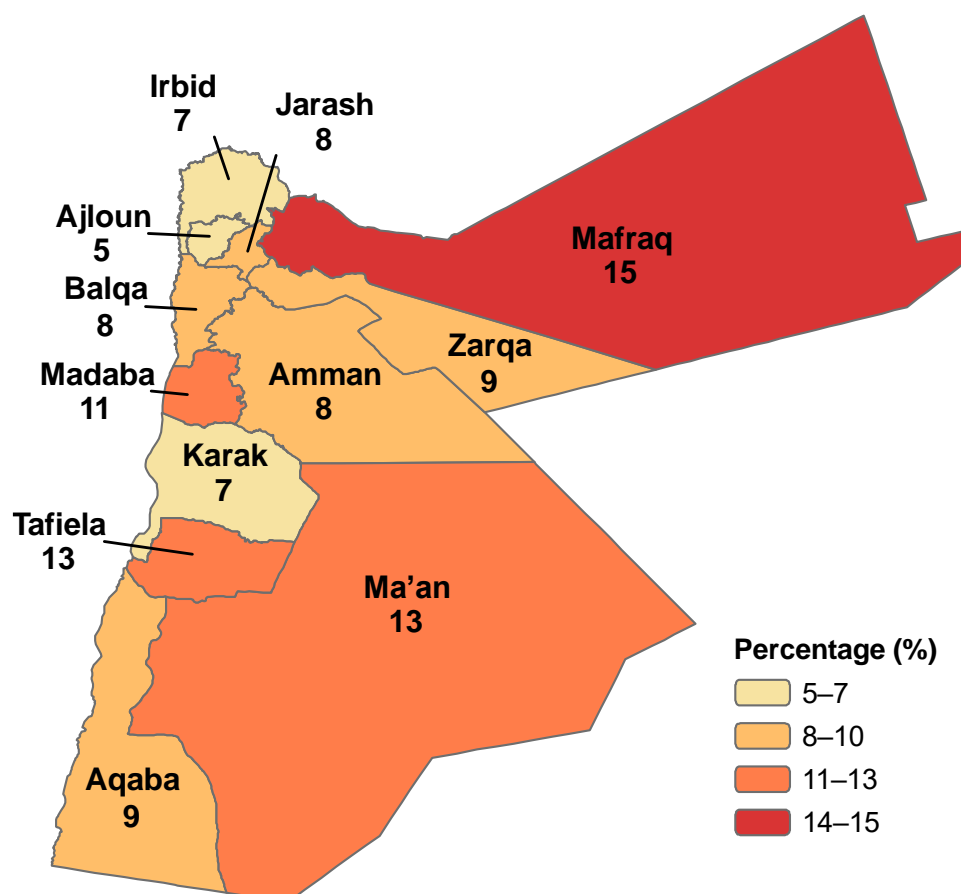 Irbid
7
Jarash
8
Ajloun
5
Mafraq
15
Balqa
8
Zarqa
9
Madaba
11
Amman
8
Karak
7
Tafiela
13
Ma’an
13
Aqaba
9
Percentage (%)
5–7
8–10
11–13
14–15